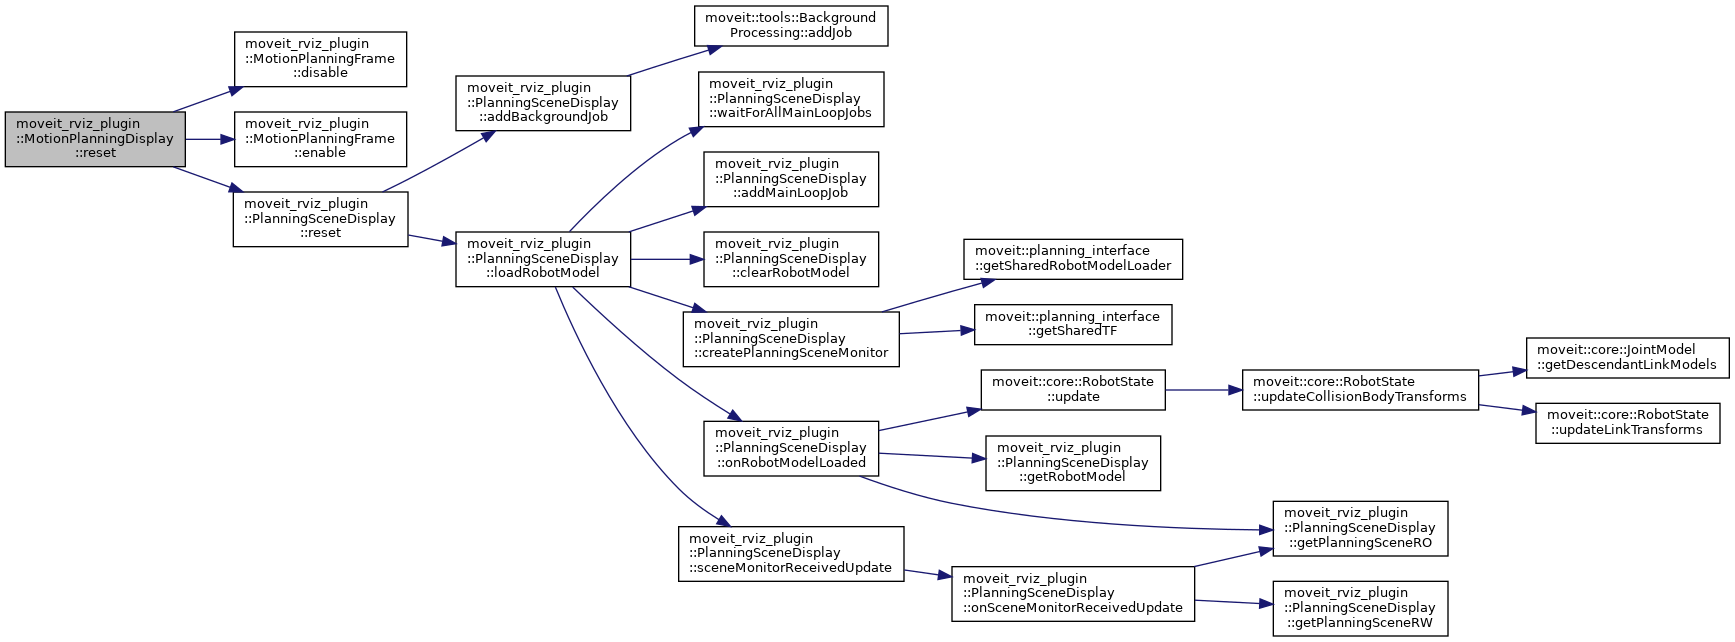 moveit_rviz_plugin
::MotionPlanningDisplay
::reset
moveit_rviz_plugin
::MotionPlanningFrame
::disable
moveit_rviz_plugin
::MotionPlanningFrame
::enable
moveit_rviz_plugin
::PlanningSceneDisplay
::reset
moveit_rviz_plugin
::PlanningSceneDisplay
::addBackgroundJob
moveit::tools::Background
Processing::addJob
moveit_rviz_plugin
::PlanningSceneDisplay
::loadRobotModel
moveit_rviz_plugin
::PlanningSceneDisplay
::waitForAllMainLoopJobs
moveit_rviz_plugin
::PlanningSceneDisplay
::addMainLoopJob
moveit_rviz_plugin
::PlanningSceneDisplay
::clearRobotModel
moveit_rviz_plugin
::PlanningSceneDisplay
::createPlanningSceneMonitor
moveit::planning_interface
::getSharedRobotModelLoader
moveit::planning_interface
::getSharedTF
moveit_rviz_plugin
::PlanningSceneDisplay
::onRobotModelLoaded
moveit::core::RobotState
::update
moveit::core::RobotState
::updateCollisionBodyTransforms
moveit::core::JointModel
::getDescendantLinkModels
moveit::core::RobotState
::updateLinkTransforms
moveit_rviz_plugin
::PlanningSceneDisplay
::getRobotModel
moveit_rviz_plugin
::PlanningSceneDisplay
::getPlanningSceneRO
moveit_rviz_plugin
::PlanningSceneDisplay
::sceneMonitorReceivedUpdate
moveit_rviz_plugin
::PlanningSceneDisplay
::onSceneMonitorReceivedUpdate
moveit_rviz_plugin
::PlanningSceneDisplay
::getPlanningSceneRW